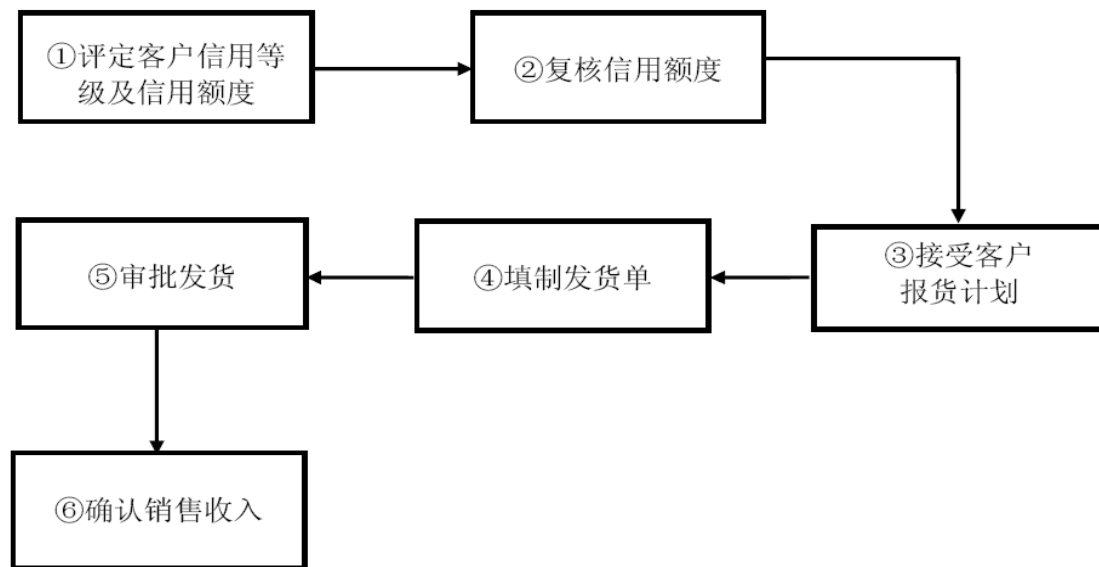 ①评定客户信用等
级及信用额度
②复核信用额度
③接受客户
报货计划
④填制发货单
⑤审批发货
⑥确认销售收入